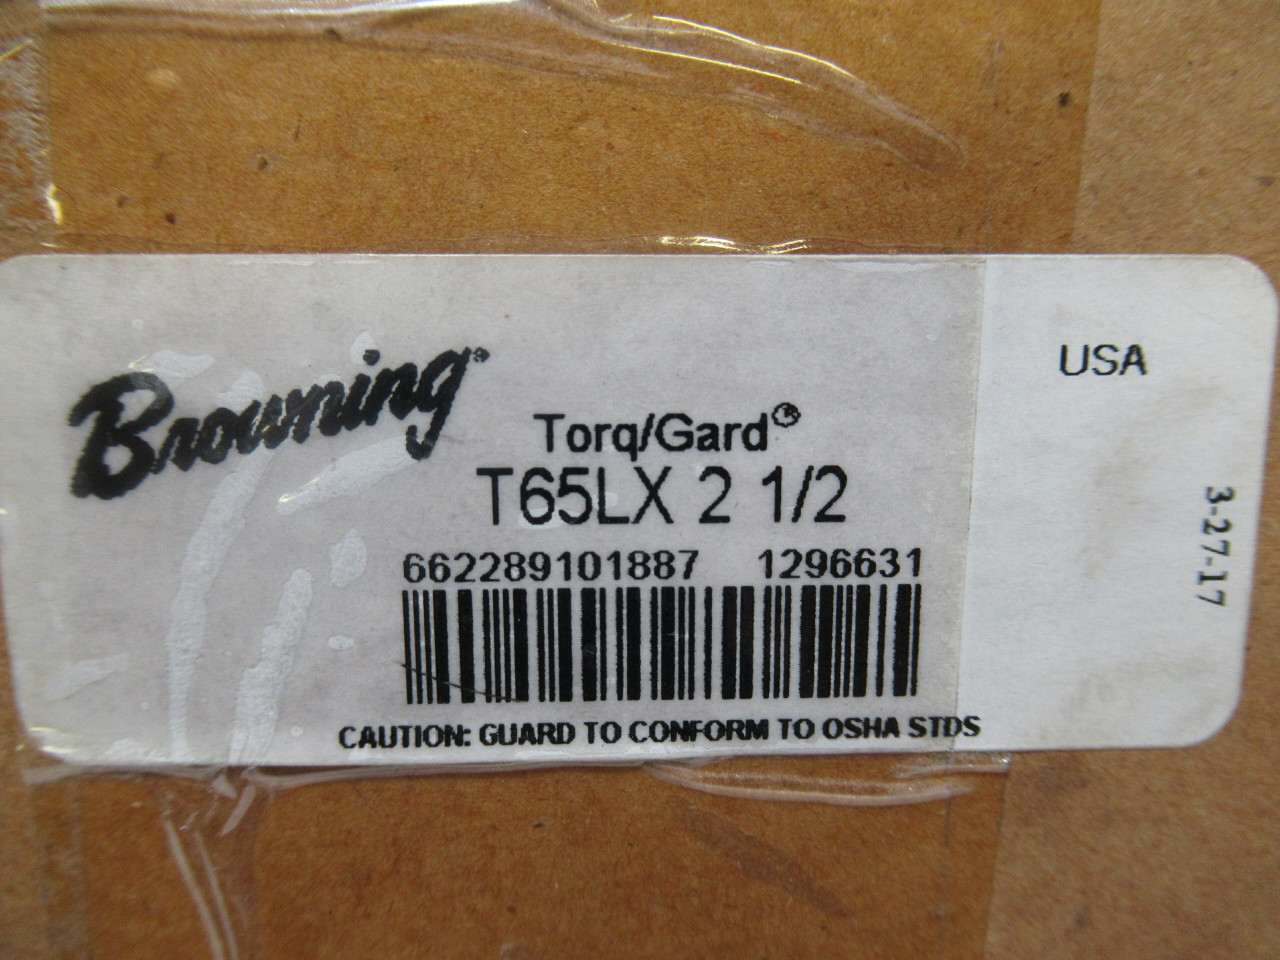 Browning®
USA
Torq/Gard®
T65LX 2 1/2
662289101887 1296631
3-27-17
CAUTION: GUARD TO CONFORM TO OSHA STDS